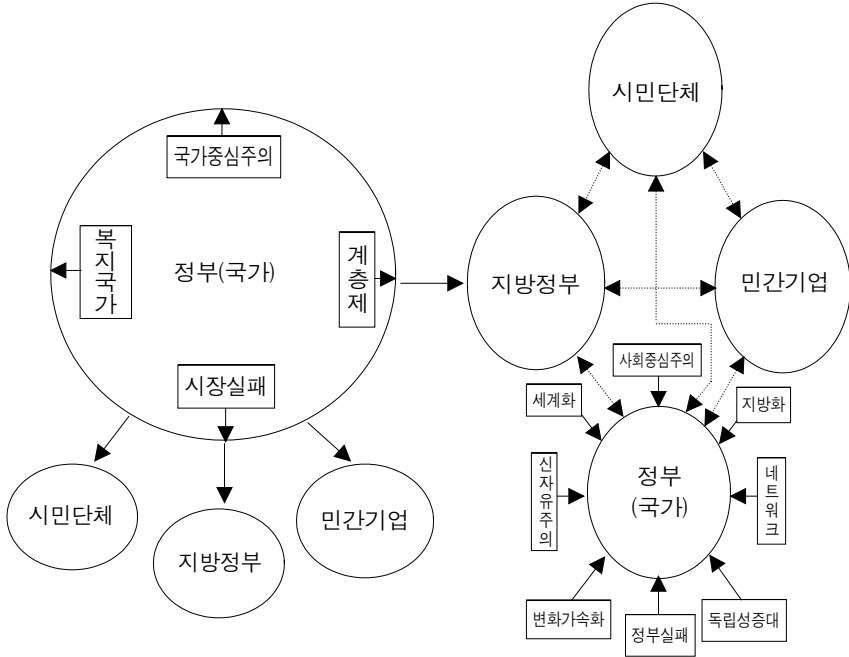 국가중심주의
복지국가
정부(국가)
계층제
시장실패
시민단체
지방정부
민간기업
시민단체
지방정부
민간기업
사회중심주의
세계화
지방화
신자유주의
정부
(국가)
네트워크
변화가속화
정부실패
독립성증대